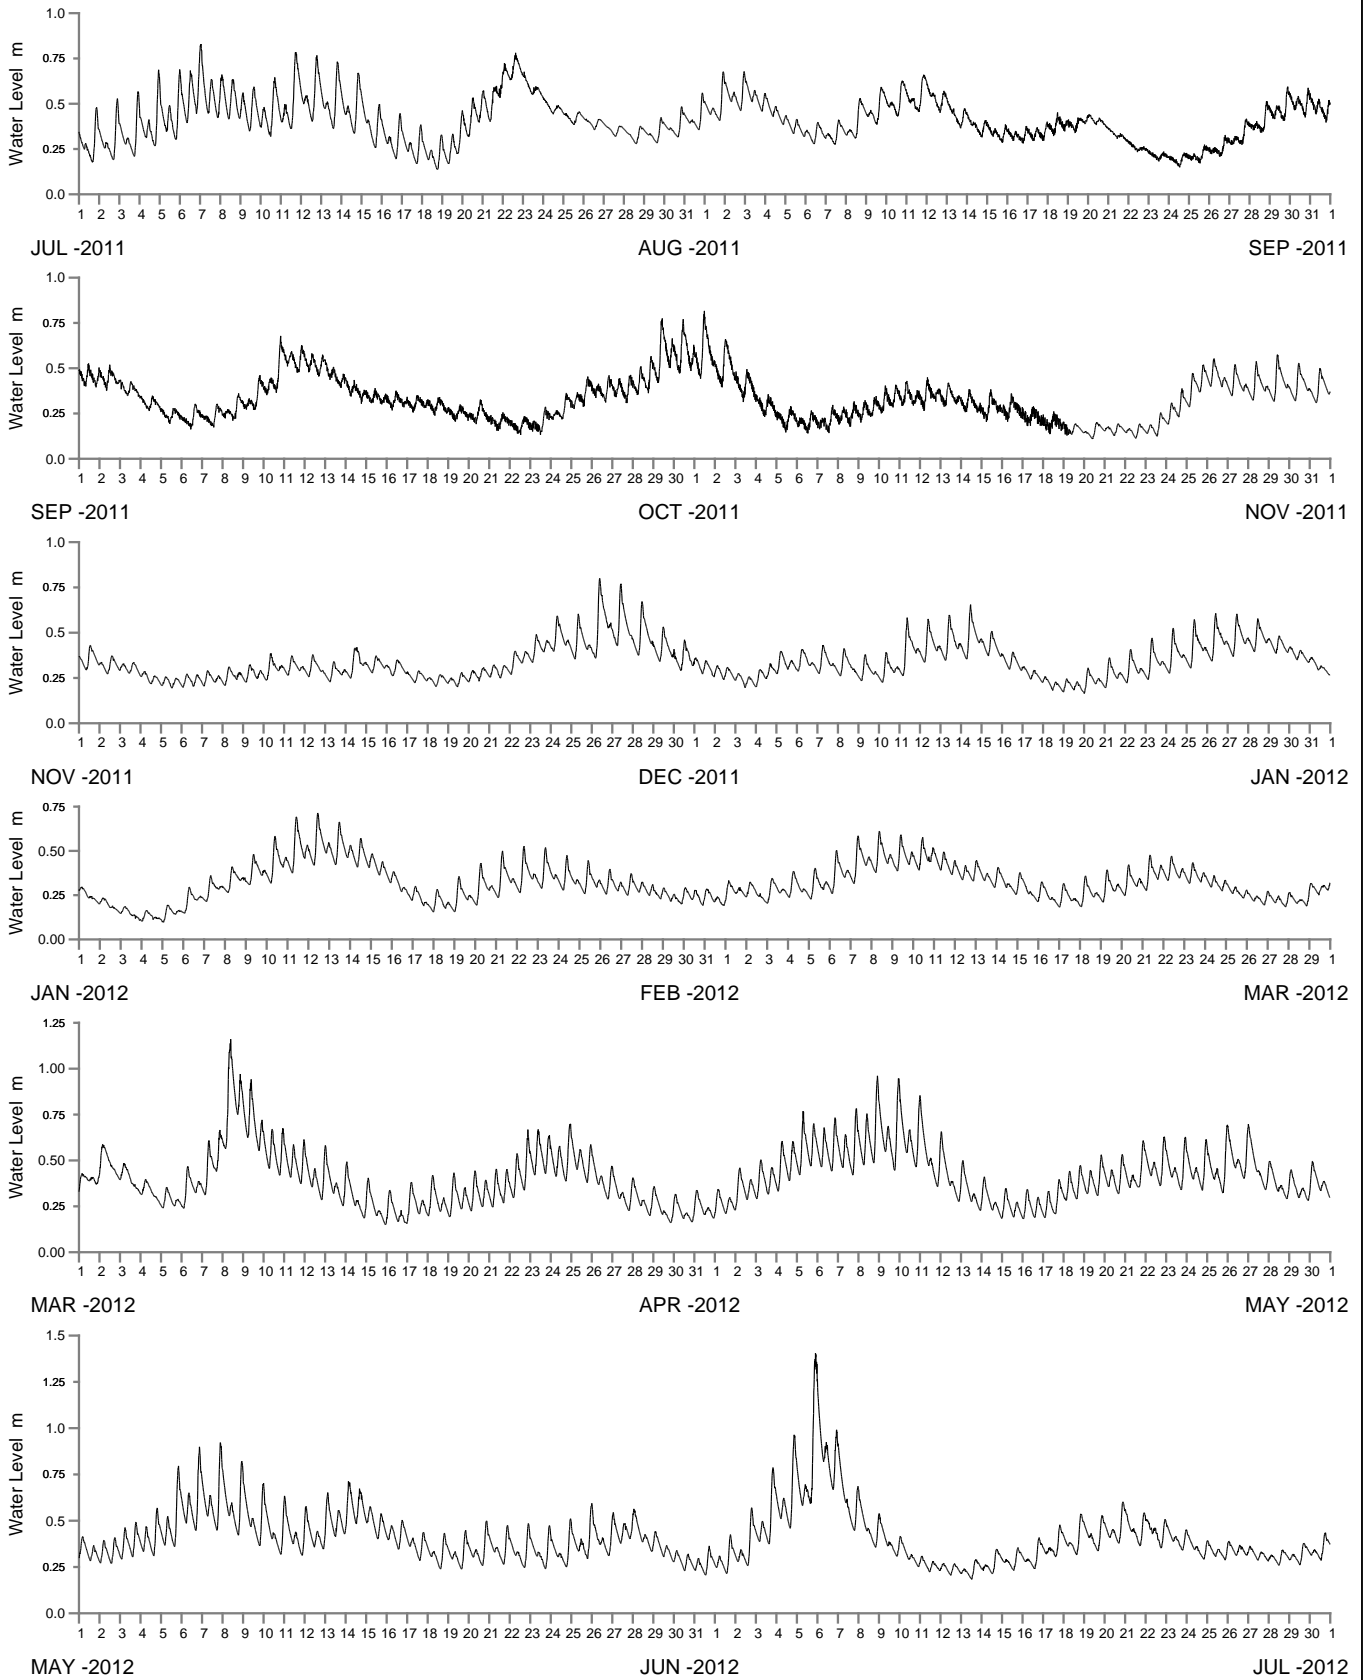 1.0
0.75
0.5
0.25
0.0
Water Level m
1 2 3 4 5 6 7 8 9 10 11 12 13 14 15 16 17 18 19 20 21 22 23 24 25 26 27 28 29 30 31 1 2 3 4 5 6 7 8 9 10 11 12 13 14 15 16 17 18 19 20 21 22 23 24 25 26 27 28 29 30 31 1
JUL -2011 AUG -2011 SEP -2011
1.0
0.75
0.5
0.25
0.0
Water Level m
1 2 3 4 5 6 7 8 9 10 11 12 13 14 15 16 17 18 19 20 21 22 23 24 25 26 27 28 29 30 1 2 3 4 5 6 7 8 9 10 11 12 13 14 15 16 17 18 19 20 21 22 23 24 25 26 27 28 29 30 31 1
SEP -2011 OCT -2011 NOV -2011
1.0
0.75
0.5
0.25
0.0
Water Level m
1 2 3 4 5 6 7 8 9 10 11 12 13 14 15 16 17 18 19 20 21 22 23 24 25 26 27 28 29 30 1 2 3 4 5 6 7 8 9 10 11 12 13 14 15 16 17 18 19 20 21 22 23 24 25 26 27 28 29 30 31 1
NOV -2011 DEC -2011 JAN -2012
0.75
0.50
0.25
0.00
Water Level m
1 2 3 4 5 6 7 8 9 10 11 12 13 14 15 16 17 18 19 20 21 22 23 24 25 26 27 28 29 30 31 1 2 3 4 5 6 7 8 9 10 11 12 13 14 15 16 17 18 19 20 21 22 23 24 25 26 27 28 29 1
JAN -2012 FEB -2012 MAR -2012
1.25
1.00
0.75
0.50
0.25
0.00
Water Level m
1 2 3 4 5 6 7 8 9 10 11 12 13 14 15 16 17 18 19 20 21 22 23 24 25 26 27 28 29 30 31 1 2 3 4 5 6 7 8 9 10 11 12 13 14 15 16 17 18 19 20 21 22 23 24 25 26 27 28 29 30 1
MAR -2012 APR -2012 MAY -2012
1.5
1.25
1.0
0.75
0.5
0.25
0.0
Water Level m
1 2 3 4 5 6 7 8 9 10 11 12 13 14 15 16 17 18 19 20 21 22 23 24 25 26 27 28 29 30 31 1 2 3 4 5 6 7 8 9 10 11 12 13 14 15 16 17 18 19 20 21 22 23 24 25 26 27 28 29 30 1
MAY -2012 JUN -2012 JUL -2012